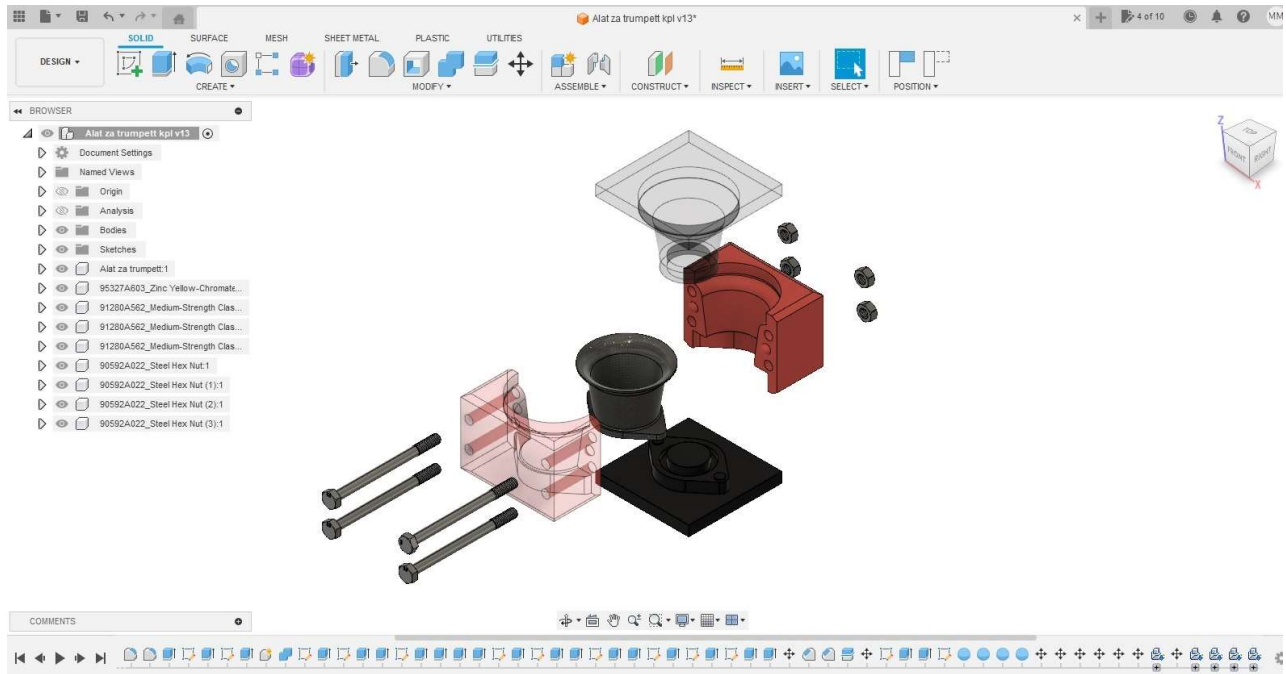 Alat za trumpett kpl v13*
4 of 10
MM
DESIGN
SOLID SURFACE MESH SHEET METAL PLASTIC UTILITIES
CREATE MODIFY ASSEMBLE CONSTRUCT INSPECT INSERT SELECT POSITION
BROWSER
Alat za trumpett kpl v13
Document Settings
Named Views
Origin
Analysis
Bodies
Sketches
Alat za trumpett:1
95327A603_Zinc Yellow-Chromate...
91280A562_Medium-Strength Clas...
91280A562_Medium-Strength Clas...
91280A562_Medium-Strength Clas...
90592A022_Steel Hex Nut:1
90592A022_Steel Hex Nut (1):1
90592A022_Steel Hex Nut (2):1
90592A022_Steel Hex Nut (3):1
Z
TOP
FRONT
RIGHT
X
COMMENTS